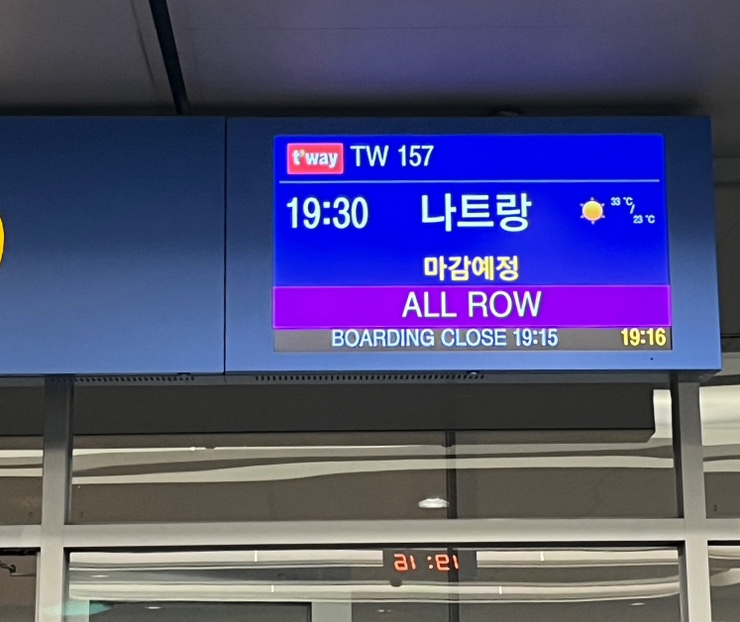 t'way TW 157
19:30 나트랑 33 ℃/23 ℃
마감예정
ALL ROW
BOARDING CLOSE 19:15 19:16